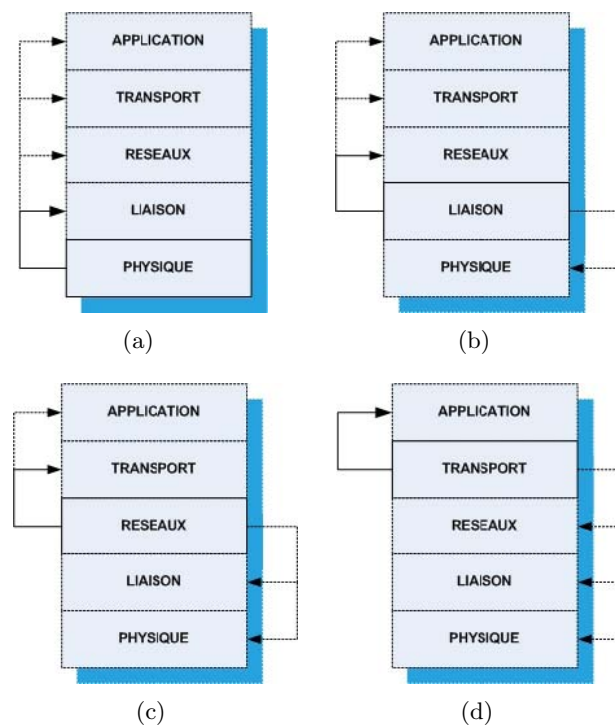 APPLICATION
TRANSPORT
RESEAUX
LIAISON
PHYSIQUE
(a)
APPLICATION
TRANSPORT
RESEAUX
LIAISON
PHYSIQUE
(b)
APPLICATION
TRANSPORT
RESEAUX
LIAISON
PHYSIQUE
(c)
APPLICATION
TRANSPORT
RESEAUX
LIAISON
PHYSIQUE
(d)